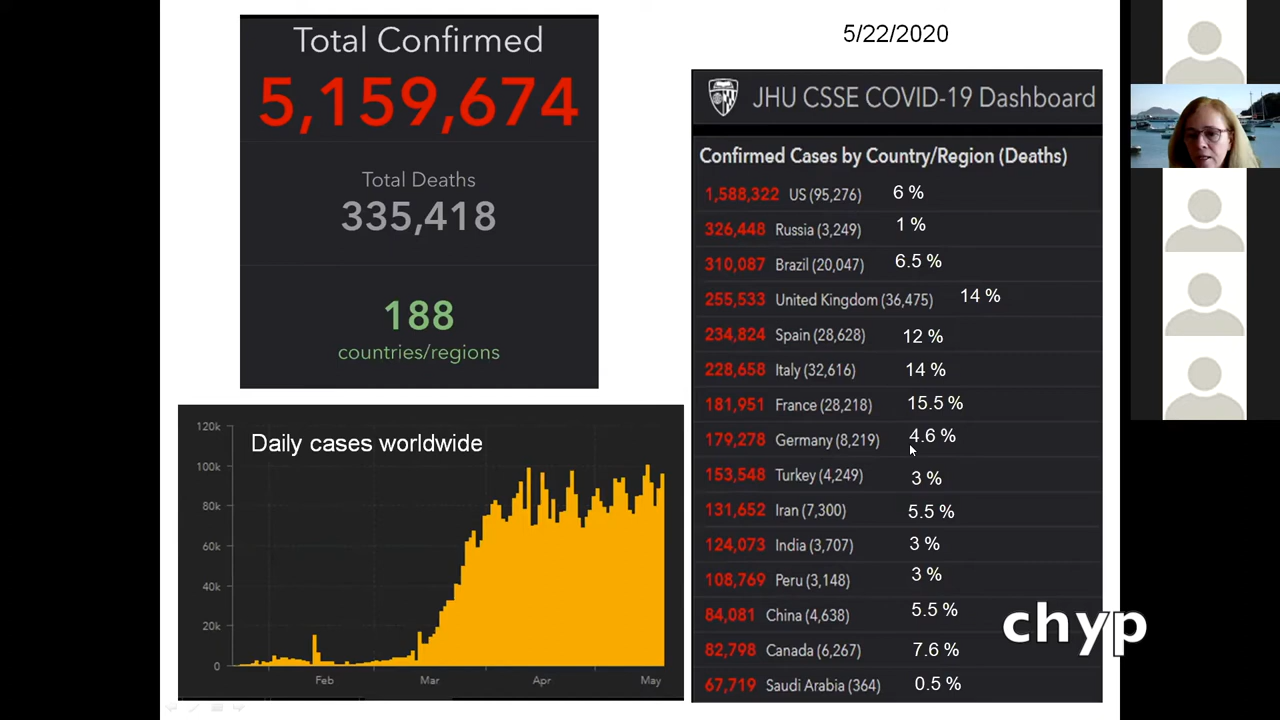 Total Confirmed
5,159,674
Total Deaths
335,418
188
countries/regions
5/22/2020
JHU CSSE COVID-19 Dashboard
Confirmed Cases by Country/Region (Deaths)
1,588,322 US (95,276) 6 %
326,448 Russia (3,249) 1 %
310,087 Brazil (20,047) 6.5 %
255,533 United Kingdom (36,475) 14 %
234,824 Spain (28,628) 12 %
228,658 Italy (32,616) 14 %
181,951 France (28,218) 15.5 %
179,278 Germany (8,219) 4.6 %
153,548 Turkey (4,249) 3 %
131,652 Iran (7,300) 5.5 %
124,073 India (3,707) 3 %
108,769 Peru (3,148) 3 %
84,081 China (4,638) 5.5 %
82,798 Canada (6,267) 7.6 %
67,719 Saudi Arabia (364) 0.5 %
Daily cases worldwide
120k
100k
80k
60k
40k
20k
0
Feb Mar Apr May
chyp